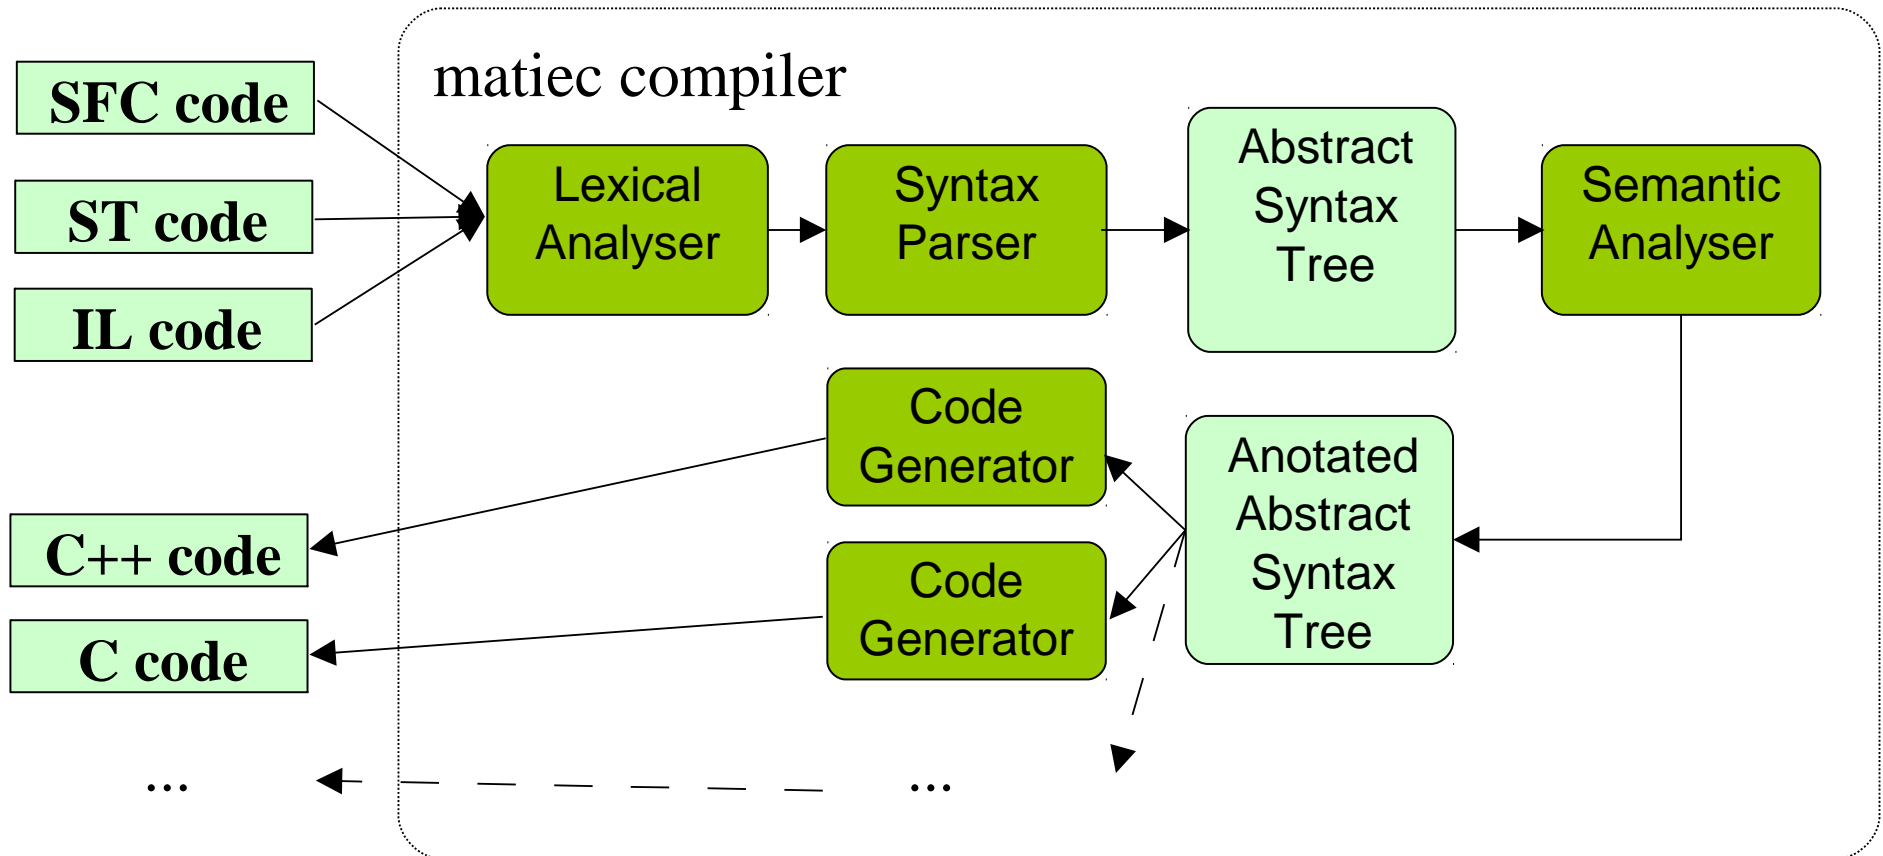 matiec compiler
SFC code
ST code
IL code
Lexical
Analyser
Syntax
Parser
Abstract
Syntax
Tree
Semantic
Analyser
Code
Generator
Anotated
Abstract
Syntax
Tree
Code
Generator
C++ code
C code
...
...